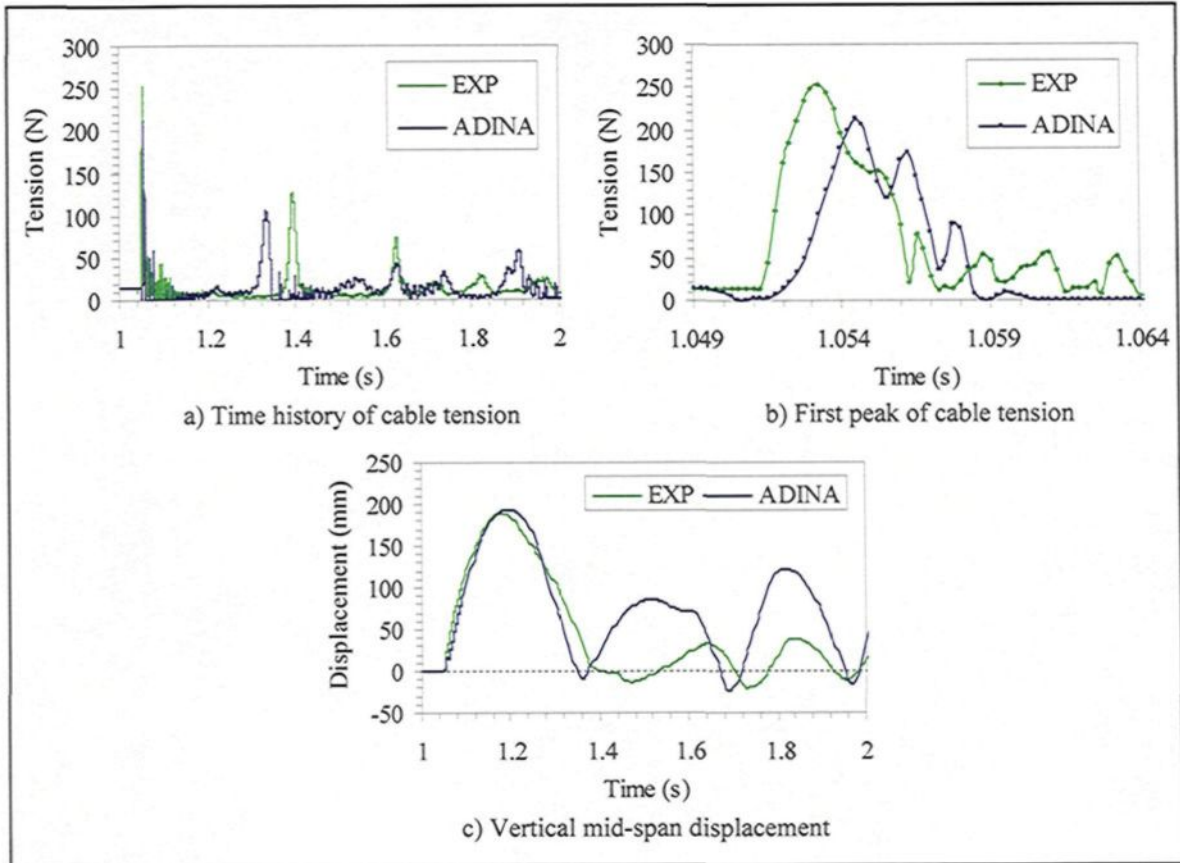 300
250
200
150
100
50
0
Tension (N)
EXP
ADINA
1 1.2 1.4 1.6 1.8 2
Time (s)
a) Time history of cable tension
300
250
200
150
100
50
0
Tension (N)
EXP
ADINA
1.049 1.054 1.059 1.064
Time (s)
b) First peak of cable tension
250
200
150
100
50
0
-50
Displacement (mm)
EXP ADINA
1 1.2 1.4 1.6 1.8 2
Time (s)
c) Vertical mid-span displacement